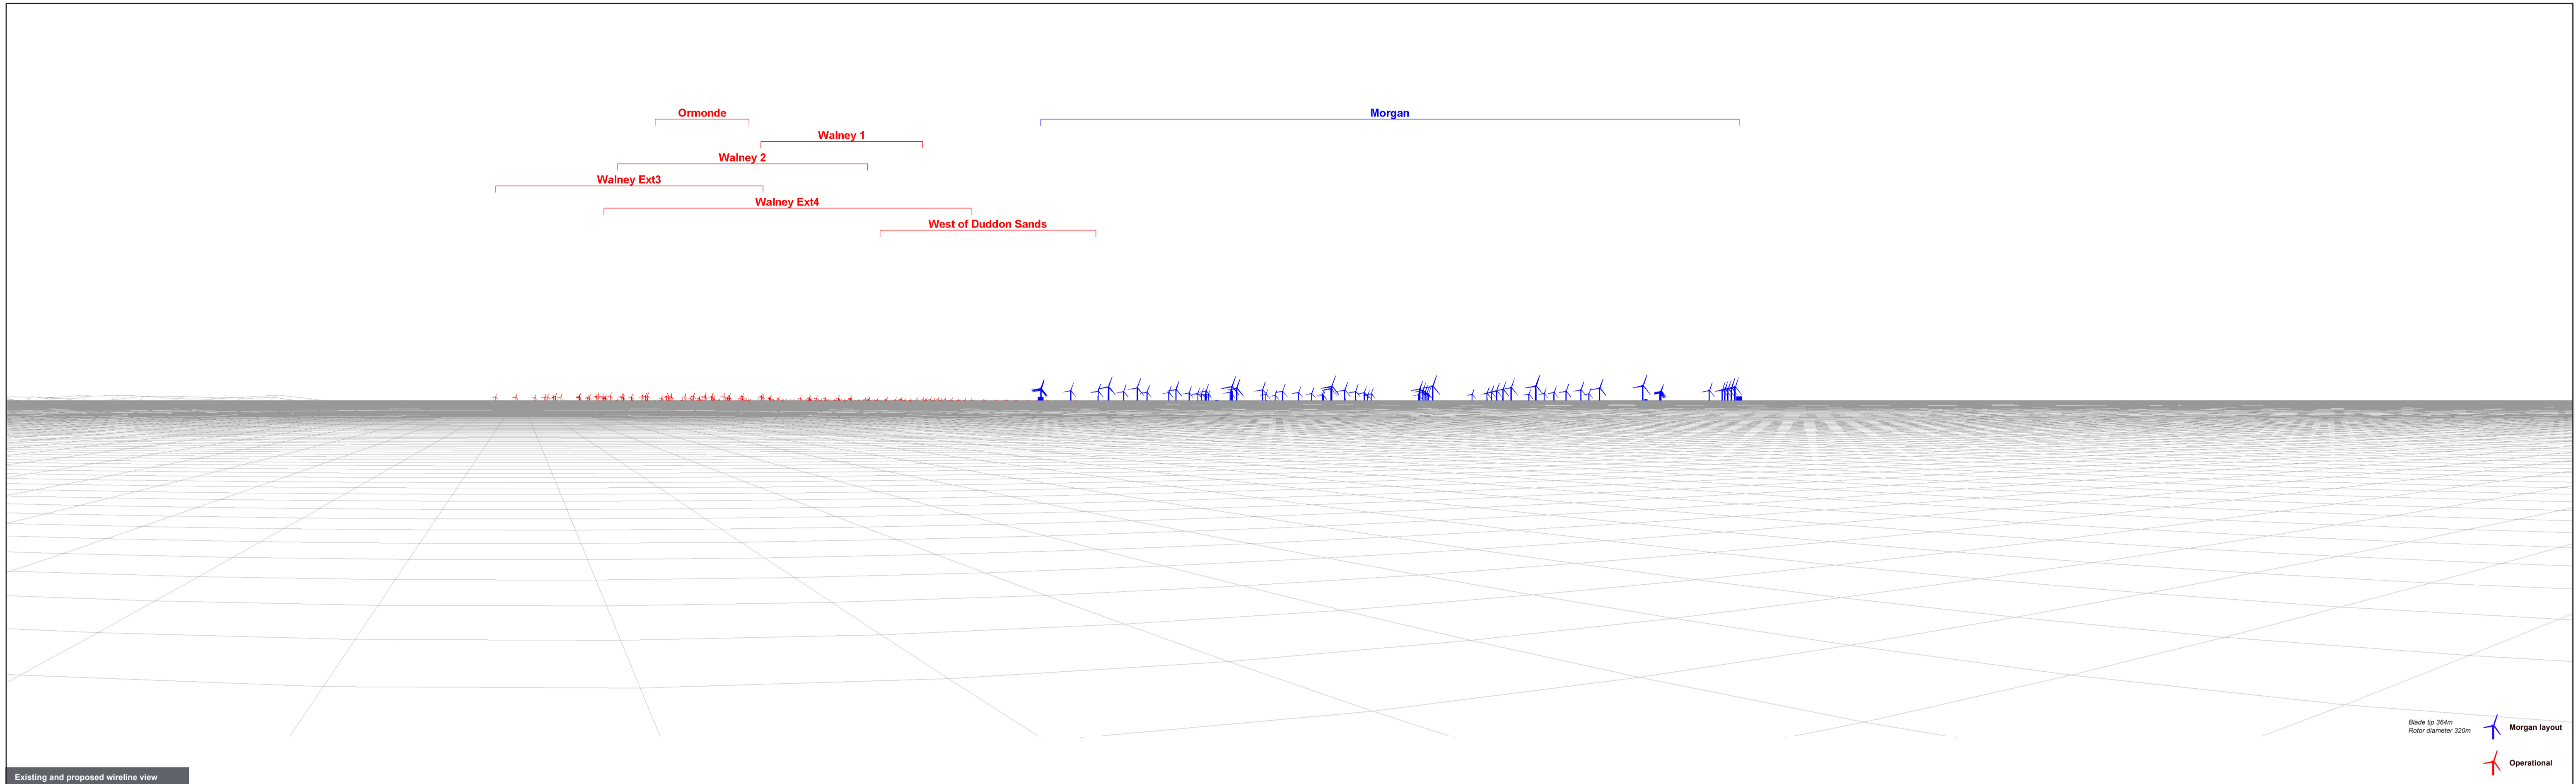 Ormonde
Morgan
Walney 1
Walney 2
Walney Ext3
Walney Ext4
West of Duddon Sands
Blade tip 364m
Rotor diameter 320m
Morgan layout
Operational
Existing and proposed wireline view